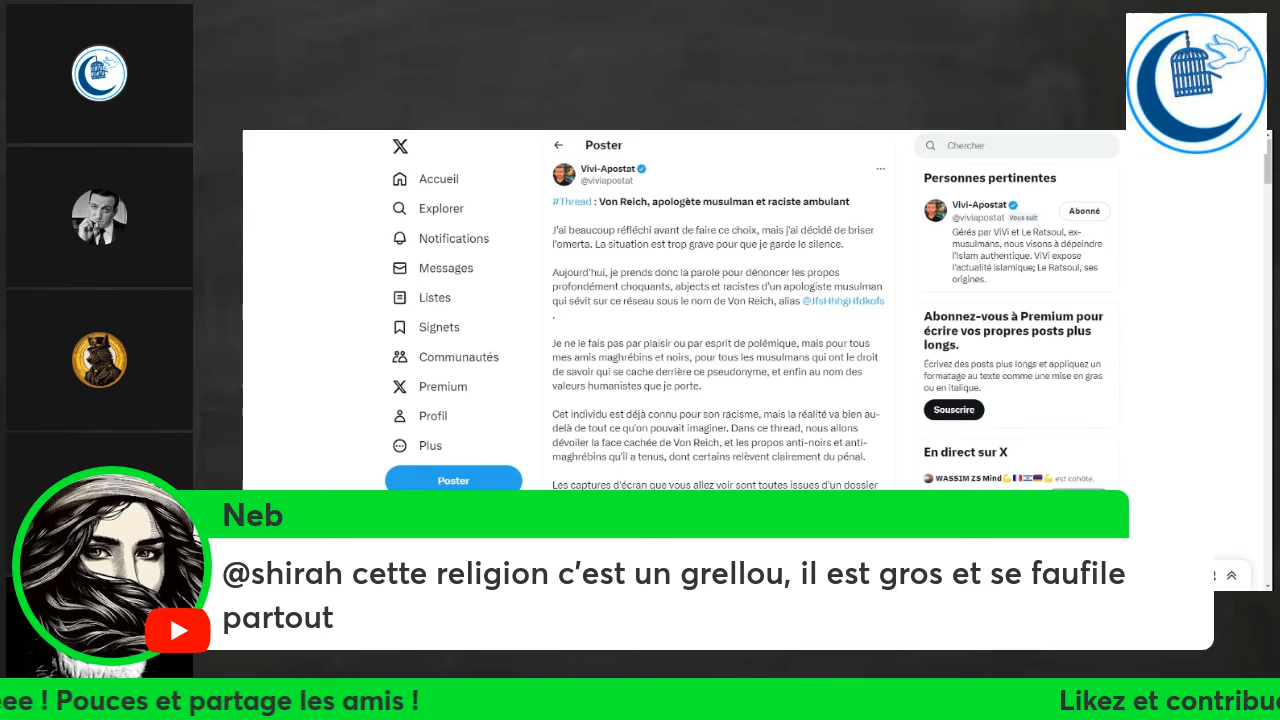 Accueil
Explorer
Notifications
Messages
Listes
Signets
Communautés
Premium
Profil
Plus
Poster
Poster
Vivi-Apostat
@viviapostat
#Thread : Von Reich, apologète musulman et raciste ambulant
J'ai beaucoup réfléchi avant de faire ce choix, mais j'ai décidé de briser
l'omerta. La situation est trop grave pour que je garde le silence.
Aujourd'hui, je prends donc la parole pour dénoncer les propos
profondément choquants, abjects et racistes d'un apologiste musulman
qui sévit sur ce réseau sous le nom de Von Reich, alias @JfsHhhgHfdkofs
.
Je ne le fais pas par plaisir ou par esprit de polémique, mais pour tous
mes amis maghrébins et noirs, pour tous les musulmans qui ont le droit
de savoir qui se cache derrière ce pseudonyme, et enfin au nom des
valeurs humanistes que je porte.
Cet individu est déjà connu pour son racisme, mais la réalité va bien au-
delà de tout ce qu'on pouvait imaginer. Dans ce thread, nous allons
dévoiler la face cachée de Von Reich, et les propos anti-noirs et anti-
maghrébins qu'il a tenus, dont certains relèvent clairement du pénal.
Les captures d'écran que vous allez voir sont toutes issues d'un dossier
Chercher
Personnes pertinentes
Vivi-Apostat
@viviapostat Vous suit
Abonné
Gérés par ViVi et Le Ratsoul, ex-
musulmans, nous visons à dépeindre
l'Islam authentique. ViVi expose
l'actualité islamique; Le Ratsoul, ses
origines.
Abonnez-vous à Premium pour
écrire vos propres posts plus
longs.
Écrivez des posts plus longs et appliquez un
formatage au texte comme une mise en gras
ou en italique.
Souscrire
En direct sur X
WASSIM ZS Mind💪🇫🇷🇮🇱🇦🇲💪 est cohôte.
Neb
@shirah cette religion c'est un grellou, il est gros et se faufile
partout
ee ! Pouces et partage les amis !
Likez et contribue